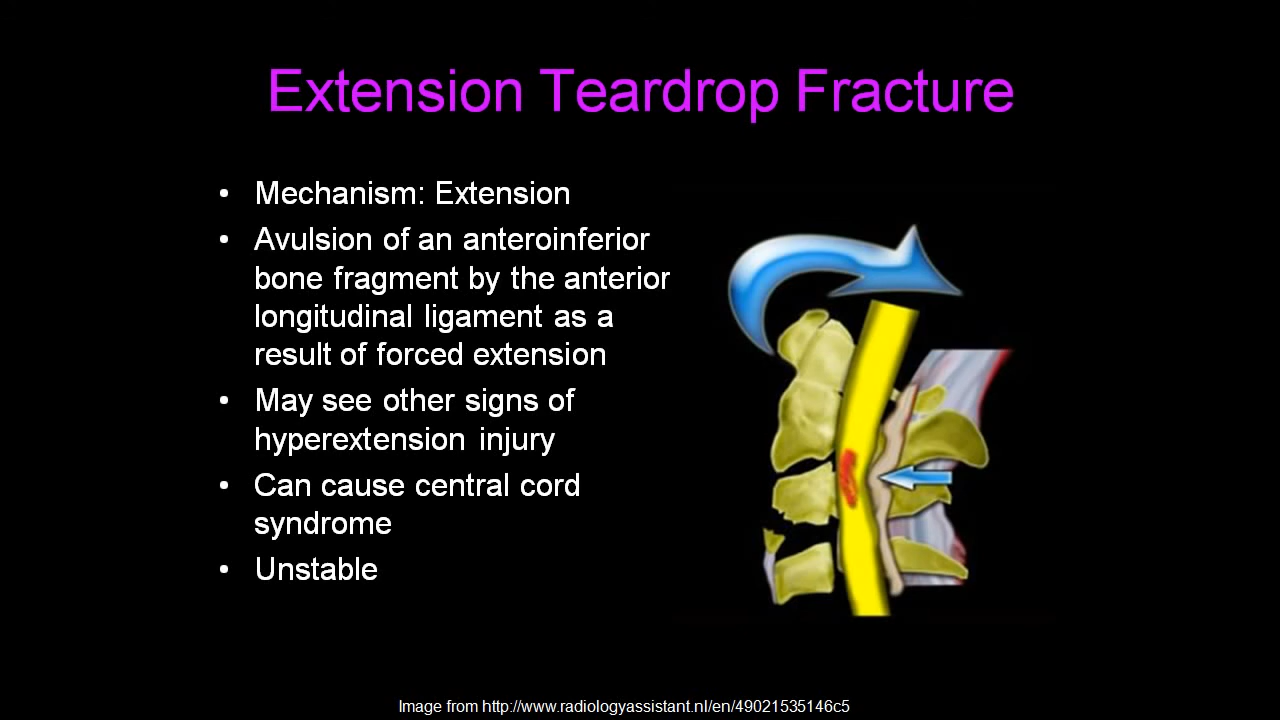 Extension Teardrop Fracture
• Mechanism: Extension
• Avulsion of an anteroinferior
bone fragment by the anterior
longitudinal ligament as a
result of forced extension
• May see other signs of
hyperextension injury
• Can cause central cord
syndrome
• Unstable
Image from http://www.radiologyassistant.nl/en/49021535146c5